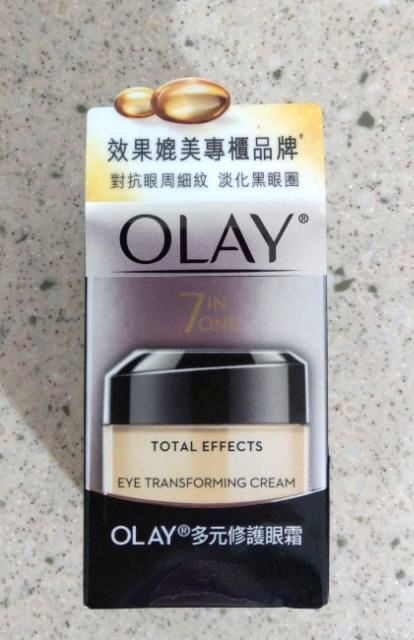 效果媲美專櫃品牌#
對抗眼周細紋 淡化黑眼圈
OLAY®
7 IN
ONE
TOTAL EFFECTS
EYE TRANSFORMING CREAM
OLAY®多元修護眼霜